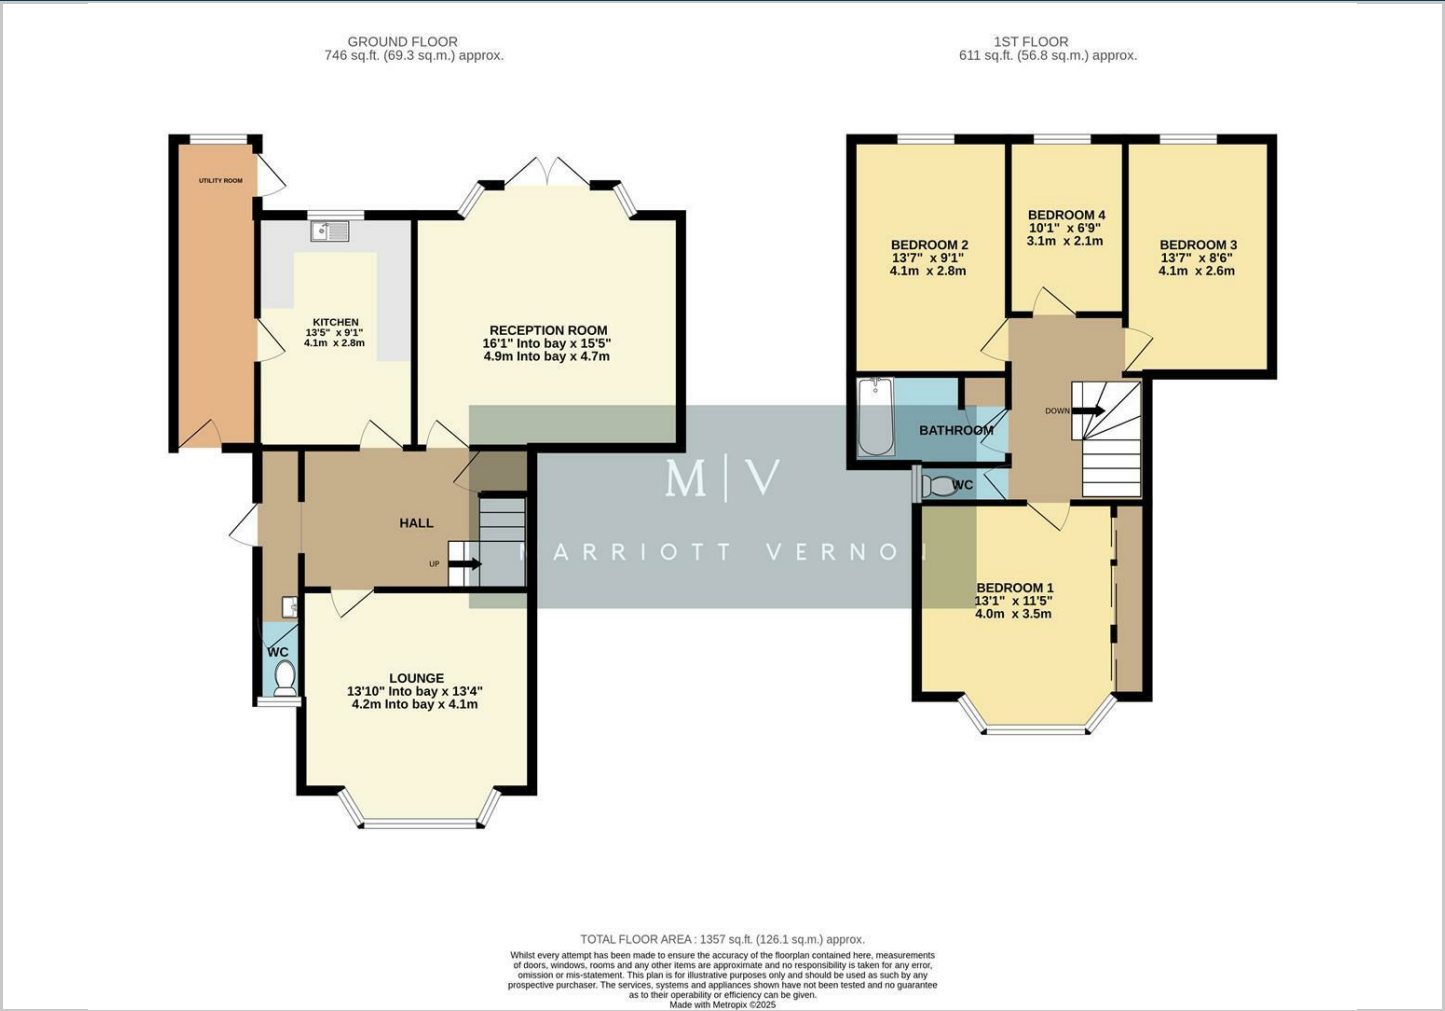 GROUND FLOOR
746 sq.ft. (69.3 sq.m.) approx.
1ST FLOOR
611 sq.ft. (56.8 sq.m.) approx.
UTILITY ROOM
KITCHEN
13'5" x 9'1"
4.1m x 2.8m
RECEPTION ROOM
16'1" Into bay x 15'5"
4.9m Into bay x 4.7m
HALL
UP
WC
LOUNGE
13'10" Into bay x 13'4"
4.2m Into bay x 4.1m
M|V
MARRIOTT VERNON
BEDROOM 2
13'7" x 9'1"
4.1m x 2.8m
BEDROOM 4
10'1" x 6'9"
3.1m x 2.1m
BEDROOM 3
13'7" x 8'6"
4.1m x 2.6m
DOWN
BATHROOM
WC
BEDROOM 1
13'1" x 11'5"
4.0m x 3.5m
TOTAL FLOOR AREA : 1357 sq.ft. (126.1 sq.m.) approx.
Whilst every attempt has been made to ensure the accuracy of the floorplan contained here, measurements
of doors, windows, rooms and any other items are approximate and no responsibility is taken for any error,
omission or mis-statement. This plan is for illustrative purposes only and should be used as such by any
prospective purchaser. The services, systems and appliances shown have not been tested and no guarantee
as to their operability or efficiency can be given.
Made with Metropix ©2025